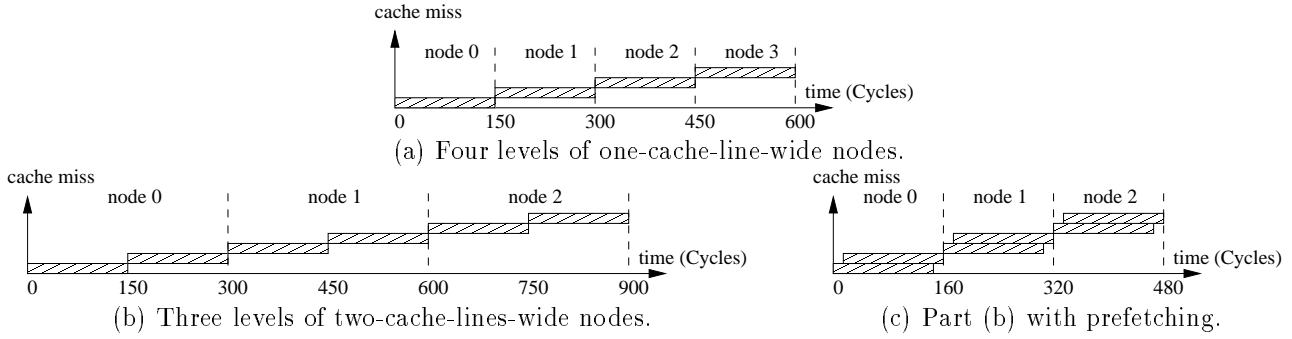 cache miss
node 0 node 1 node 2 node 3
time (Cycles)
0 150 300 450 600
(a) Four levels of one-cache-line-wide nodes.
cache miss
node 0 node 1 node 2
time (Cycles)
0 150 300 450 600 750 900
(b) Three levels of two-cache-lines-wide nodes.
cache miss
node 0 node 1 node 2
time (Cycles)
0 160 320 480
(c) Part (b) with prefetching.